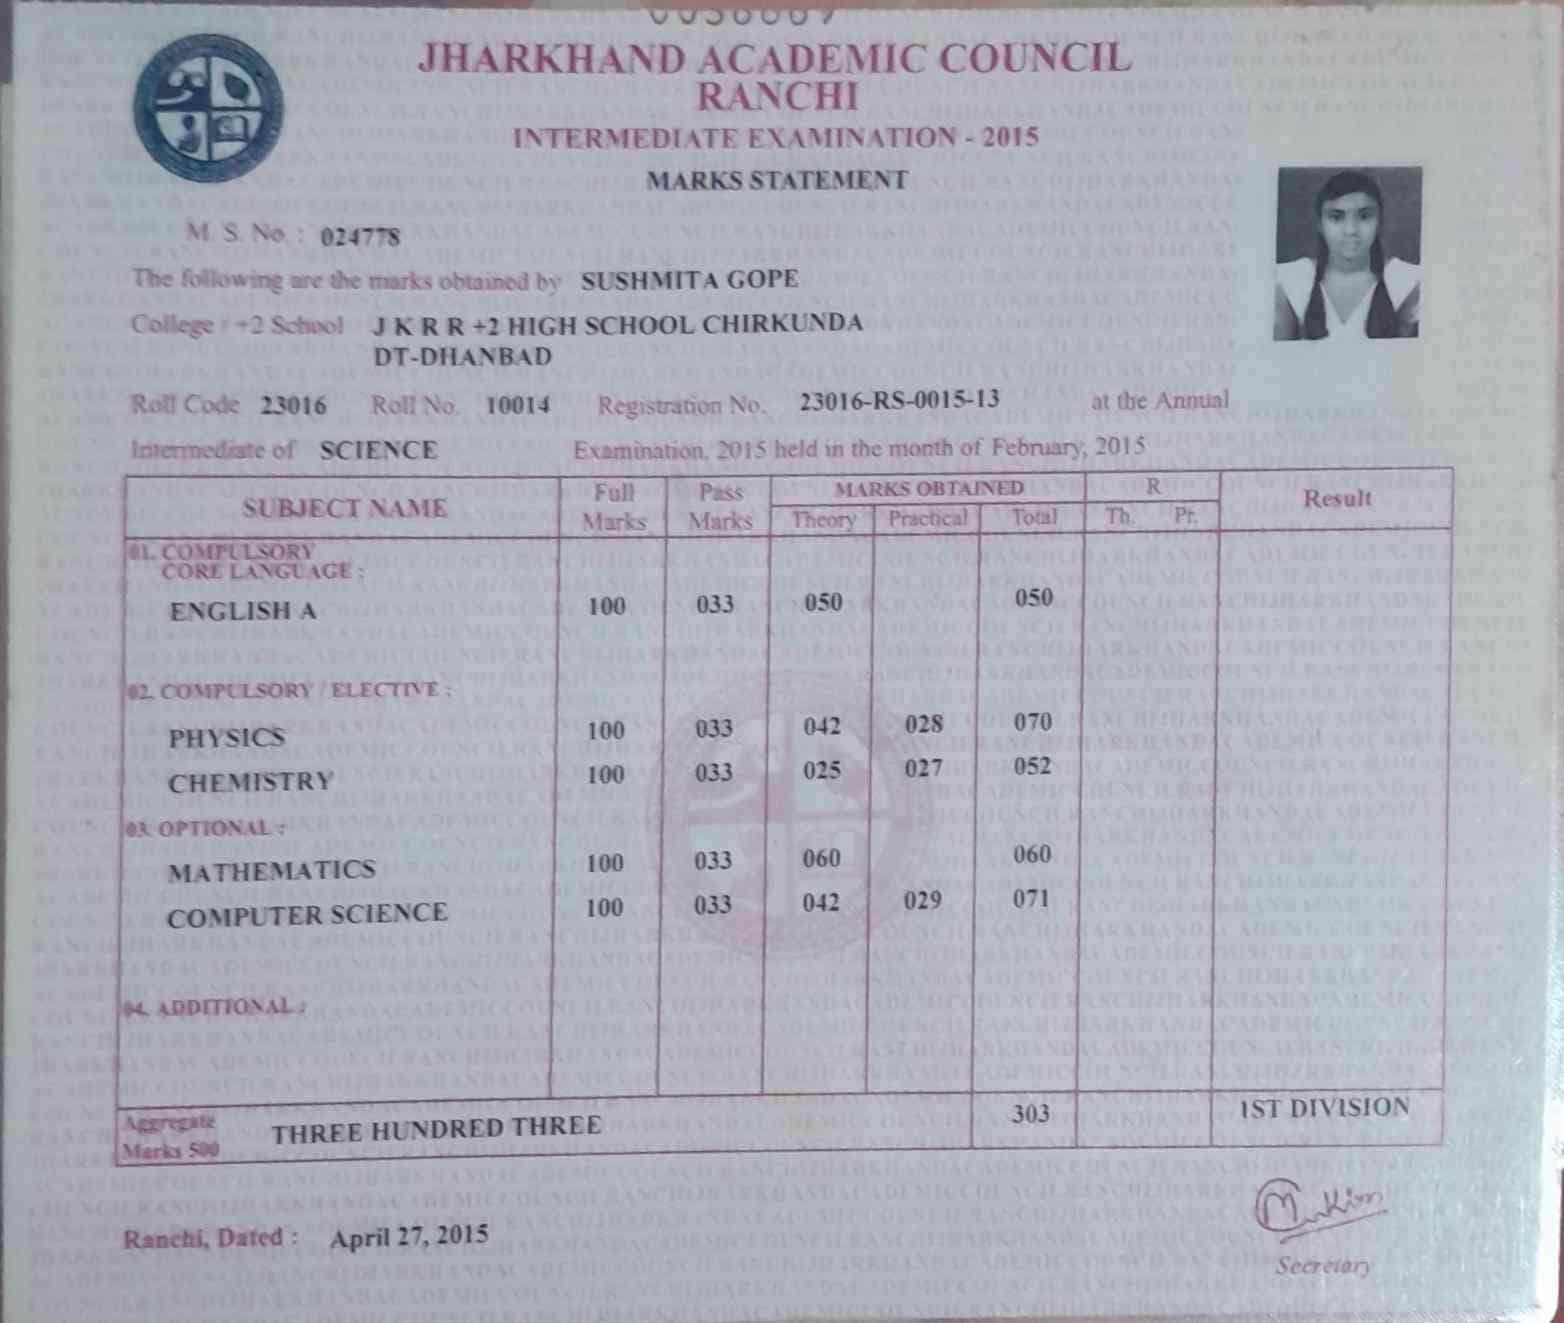 JHARKHAND ACADEMIC COUNCIL
RANCHI
INTERMEDIATE EXAMINATION - 2015
MARKS STATEMENT
M. S. No. : 024778
The following are the marks obtained by SUSHMITA GOPE
College / +2 School J K R R +2 HIGH SCHOOL CHIRKUNDA
DT-DHANBAD
Roll Code 23016 Roll No. 10014 Registration No. 23016-RS-0015-13 at the Annual
Intermediate of SCIENCE Examination, 2015 held in the month of February, 2015
SUBJECT NAME Full Marks Pass Marks MARKS OBTAINED R Result
Theory Practical Total Th. Pr.
01. COMPULSORY
CORE LANGUAGE :
ENGLISH A 100 033 050 050
02. COMPULSORY / ELECTIVE :
PHYSICS 100 033 042 028 070
CHEMISTRY 100 033 025 027 052
03. OPTIONAL :
MATHEMATICS 100 033 060 060
COMPUTER SCIENCE 100 033 042 029 071
04. ADDITIONAL :
Aggregate
Marks 500 THREE HUNDRED THREE 303 1ST DIVISION
Ranchi, Dated : April 27, 2015
Secretary